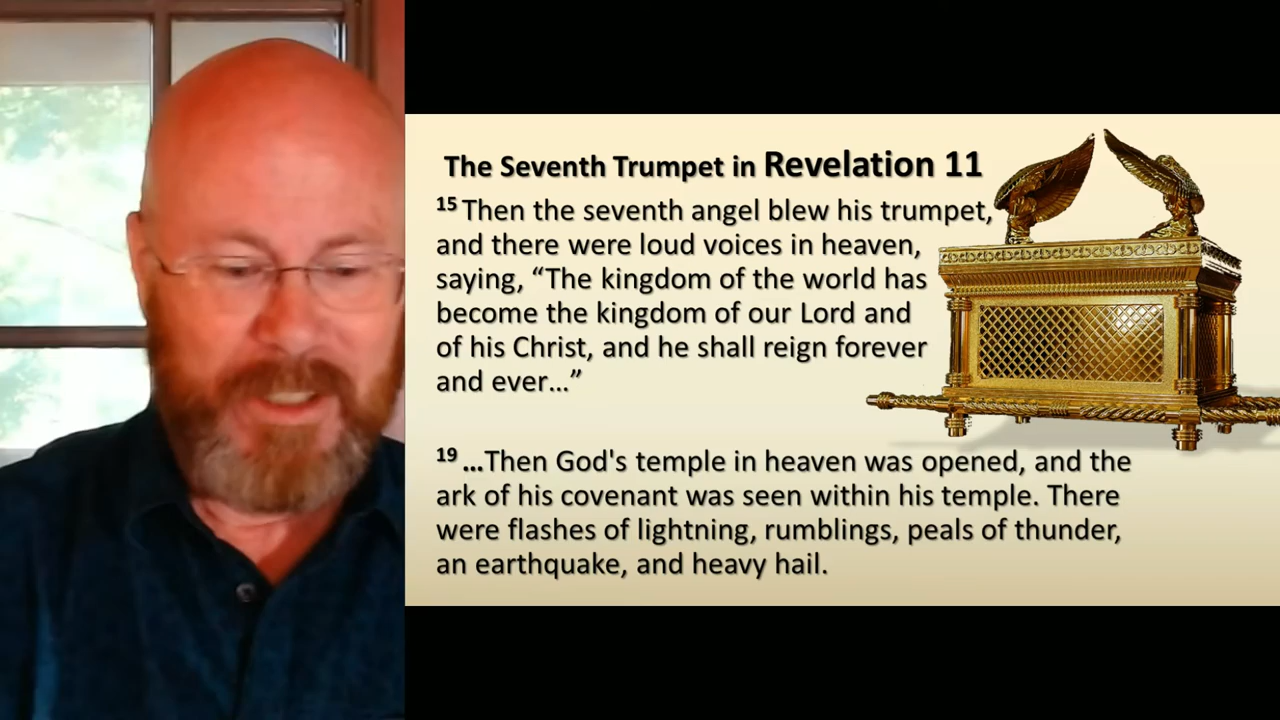 The Seventh Trumpet in Revelation 11
15 Then the seventh angel blew his trumpet,
and there were loud voices in heaven,
saying, “The kingdom of the world has
become the kingdom of our Lord and
of his Christ, and he shall reign forever
and ever…”
19 …Then God's temple in heaven was opened, and the
ark of his covenant was seen within his temple. There
were flashes of lightning, rumblings, peals of thunder,
an earthquake, and heavy hail.